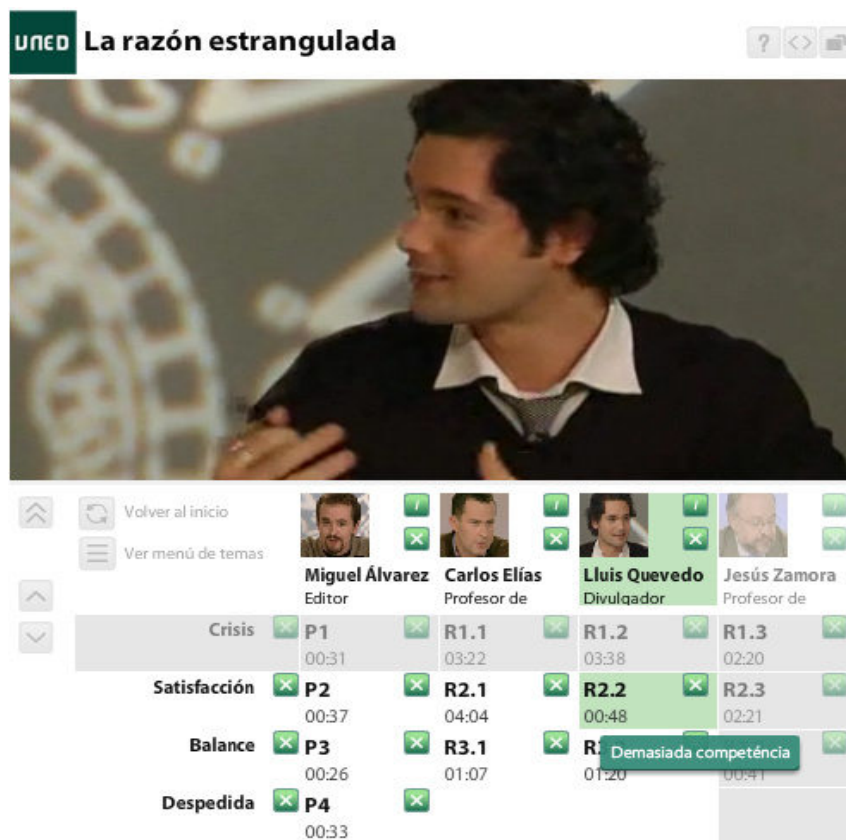 UNED La razón estrangulada
? <>
Volver al inicio
Ver menú de temas
i i i i
Miguel Álvarez Carlos Elías Lluis Quevedo Jesús Zamora
Editor Profesor de Divulgador Profesor de
Crisis P1 R1.1 R1.2 R1.3
00:31 03:22 03:38 02:20
Satisfacción P2 R2.1 R2.2 R2.3
00:37 04:04 00:48 02:21
Balance P3 R3.1
Demasiada competéncia
00:26 01:07 01:20 00:41
Despedida P4
00:33